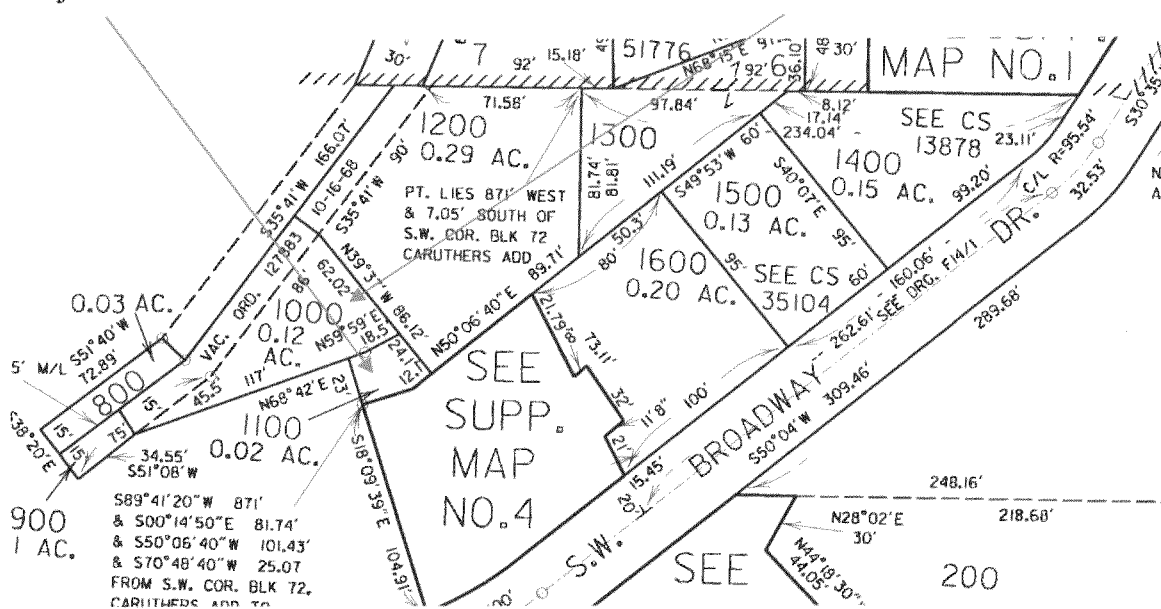 30'
7
92'
15.18'
49
51776
N68°15'E
7
92'
6
36.10'
48
30'
MAP NO.1
71.58'
97.84'
8.12'
17.14'
234.04'
SEE CS
13878
23.11'
C/L R=95.54'
32.53'
1200
0.29 AC.
1300
1400
0.15 AC.
99.20'
166.07'
S35°41'W
10-16-68
S35°41'W
90'
81.74'
81.81'
111.19'
S49°53'W
60'
S40°07'E
95'
PT. LIES 871' WEST
& 7.05' SOUTH OF
S.W. COR. BLK 72
CARUTHERS ADD
1500
0.13 AC.
95'
SEE CS
35104
60'
1600
0.20 AC.
80'
50.3'
89.71'
N50°06'40"E
N39°37'W
86.12'
62.02'
86'
VAC. ORD.
127883
1000
0.12
AC.
N59°59'E
18.5'
24.1'
12.1'
0.03 AC.
S51°40'W
72.89'
5' M/L
800
15'
45.5'
117'
N68°42'E
23'
S38°20'E
15'
15'
75'
34.55'
S51°08'W
1100
0.02 AC.
900
1 AC.
S89°41'20"W 871'
& S00°14'50"E 81.74'
& S50°06'40"W 101.43'
& S70°48'40"W 25.07
FROM S.W. COR. BLK 72,
CARUTHERS ADD TO
S18°09'39"E
104.91'
SEE
SUPP.
MAP
NO.4
21.79'
73.11'
32'
11'8"
21'
100'
15.45'
20'
S.W. BROADWAY DR.
262.61'
160.06'
SEE DRG. F14/1
289.68'
309.46'
S50°04'W
248.16'
218.68'
N28°02'E
30'
N44°19'30"W
44.05'
SEE
200